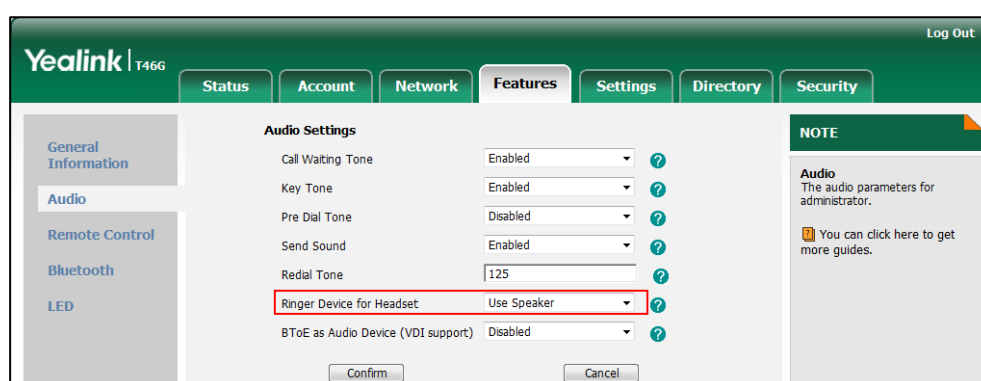 Log Out
Yealink | T46G
Status Account Network Features Settings Directory Security
General
Information
Audio
Remote Control
Bluetooth
LED
Audio Settings
Call Waiting Tone Enabled ?
Key Tone Enabled ?
Pre Dial Tone Disabled ?
Send Sound Enabled ?
Redial Tone 125 ?
Ringer Device for Headset Use Speaker ?
BToE as Audio Device (VDI support) Disabled ?
Confirm Cancel
NOTE
Audio
The audio parameters for
administrator.
? You can click here to get
more guides.